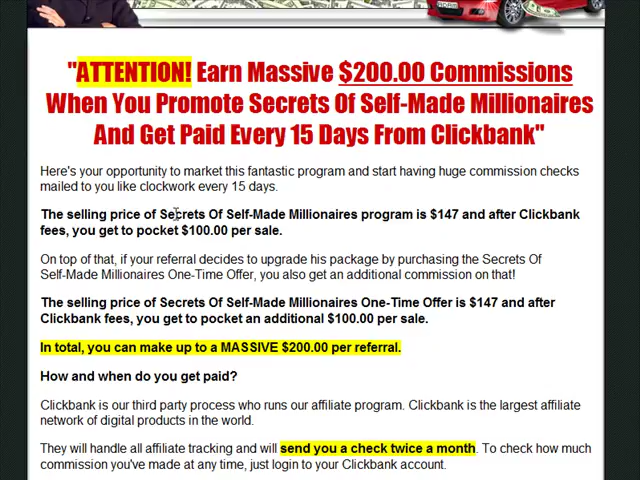 "ATTENTION! Earn Massive $200.00 Commissions
When You Promote Secrets Of Self-Made Millionaires
And Get Paid Every 15 Days From Clickbank"
Here's your opportunity to market this fantastic program and start having huge commission checks
mailed to you like clockwork every 15 days.
The selling price of Secrets Of Self-Made Millionaires program is $147 and after Clickbank
fees, you get to pocket $100.00 per sale.
On top of that, if your referral decides to upgrade his package by purchasing the Secrets Of
Self-Made Millionaires One-Time Offer, you also get an additional commission on that!
The selling price of Secrets Of Self-Made Millionaires One-Time Offer is $147 and after
Clickbank fees, you get to pocket an additional $100.00 per sale.
In total, you can make up to a MASSIVE $200.00 per referral.
How and when do you get paid?
Clickbank is our third party process who runs our affiliate program. Clickbank is the largest affiliate
network of digital products in the world.
They will handle all affiliate tracking and will send you a check twice a month. To check how much
commission you've made at any time, just login to your Clickbank account.